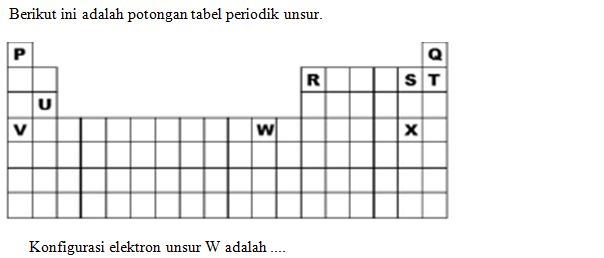 Berikut ini adalah potongan tabel periodik unsur.
P Q
R S T
U
V W X
Konfigurasi elektron unsur W adalah ....